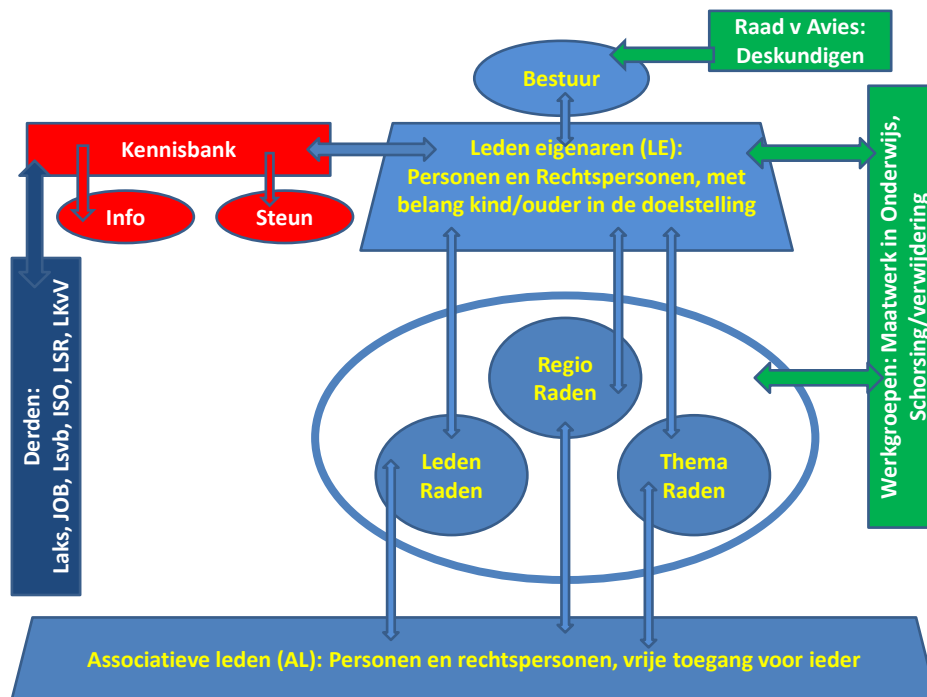 Raad v Avies:
Deskundigen
Bestuur
Kennisbank
Leden eigenaren (LE):
Personen en Rechtspersonen, met
belang kind/ouder in de doelstelling
Info
Steun
Derden:
Laks, JOB, Lsvb, ISO, LSR, LKvV
Werkgroepen: Maatwerk in Onderwijs,
Schorsing/verwijdering
Regio
Raden
Leden
Raden
Thema
Raden
Associatieve leden (AL): Personen en rechtspersonen, vrije toegang voor ieder